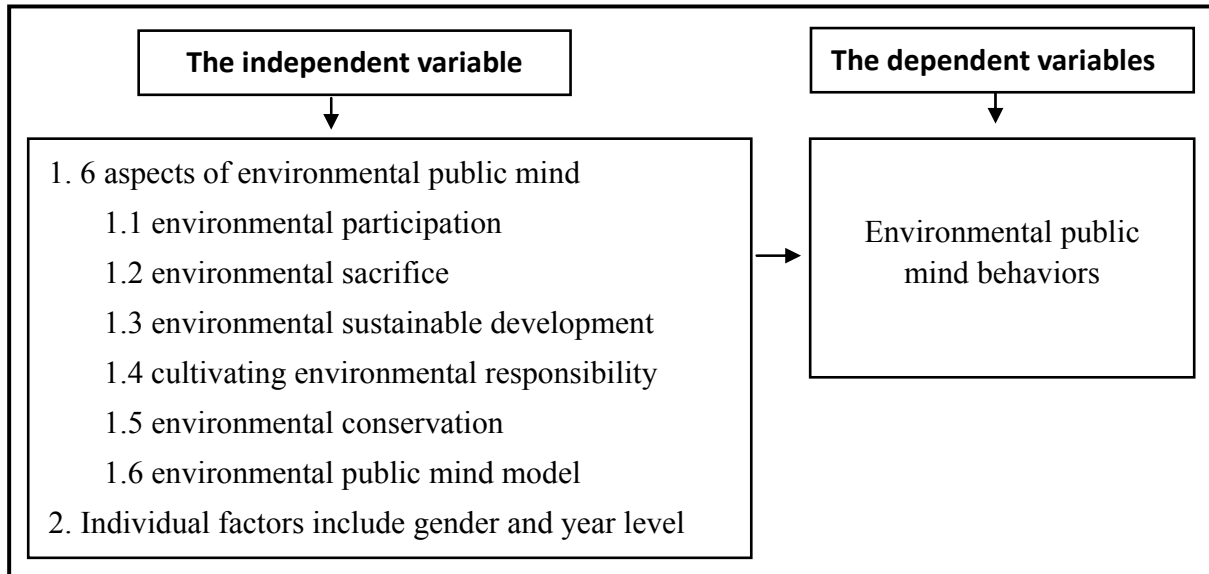 The independent variable
1. 6 aspects of environmental public mind
1.1 environmental participation
1.2 environmental sacrifice
1.3 environmental sustainable development
1.4 cultivating environmental responsibility
1.5 environmental conservation
1.6 environmental public mind model
2. Individual factors include gender and year level
The dependent variables
Environmental public
mind behaviors